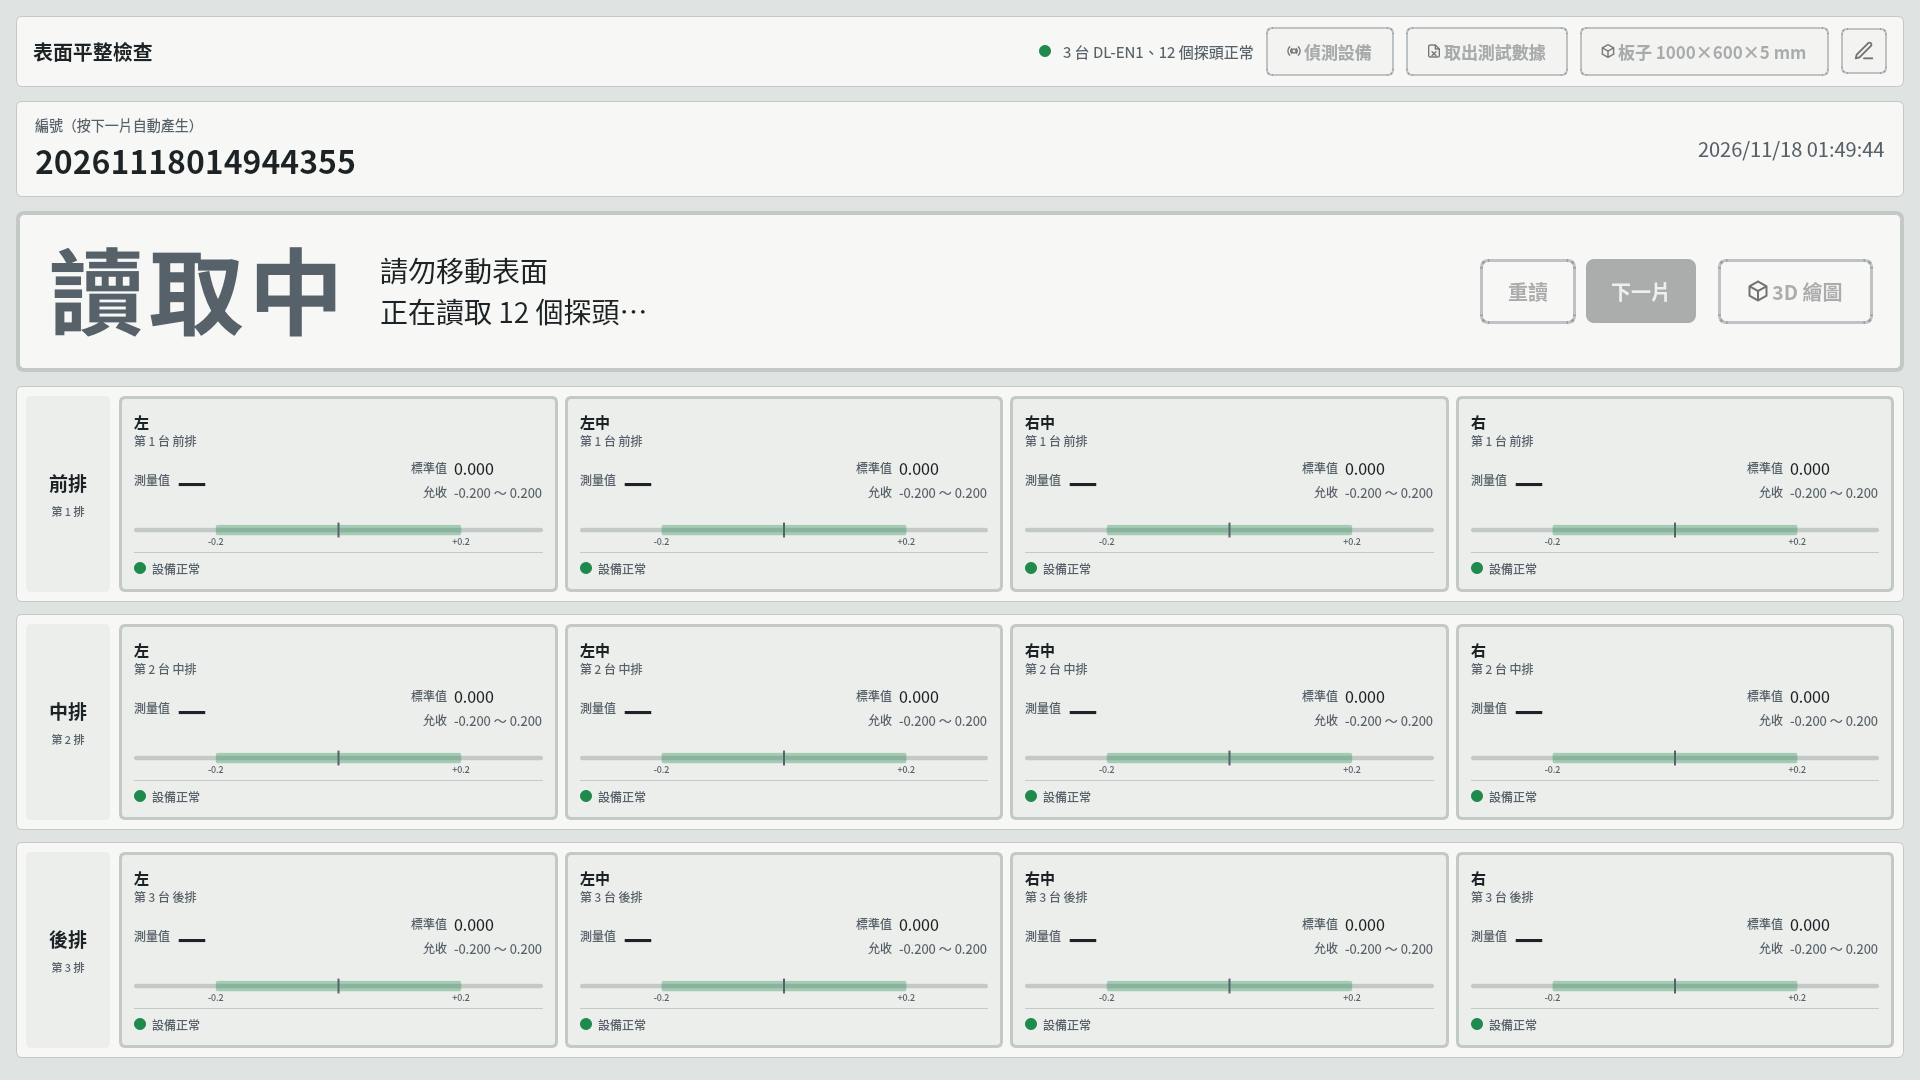 表面平整檢查
3 台 DL-EN1、12 個探頭正常
偵測設備
取出測試數據
板子 1000×600×5 mm
編號（按下一片自動產生）
20261118014944355
2026/11/18 01:49:44
讀取中
請勿移動表面
正在讀取 12 個探頭…
重讀
下一片
3D 繪圖
前排
第 1 排
左
第 1 台 前排
測量值 —
標準值 0.000
允收 -0.200 ～ 0.200
-0.2 +0.2
設備正常
左中
第 1 台 前排
測量值 —
標準值 0.000
允收 -0.200 ～ 0.200
-0.2 +0.2
設備正常
右中
第 1 台 前排
測量值 —
標準值 0.000
允收 -0.200 ～ 0.200
-0.2 +0.2
設備正常
右
第 1 台 前排
測量值 —
標準值 0.000
允收 -0.200 ～ 0.200
-0.2 +0.2
設備正常
中排
第 2 排
左
第 2 台 中排
測量值 —
標準值 0.000
允收 -0.200 ～ 0.200
-0.2 +0.2
設備正常
左中
第 2 台 中排
測量值 —
標準值 0.000
允收 -0.200 ～ 0.200
-0.2 +0.2
設備正常
右中
第 2 台 中排
測量值 —
標準值 0.000
允收 -0.200 ～ 0.200
-0.2 +0.2
設備正常
右
第 2 台 中排
測量值 —
標準值 0.000
允收 -0.200 ～ 0.200
-0.2 +0.2
設備正常
後排
第 3 排
左
第 3 台 後排
測量值 —
標準值 0.000
允收 -0.200 ～ 0.200
-0.2 +0.2
設備正常
左中
第 3 台 後排
測量值 —
標準值 0.000
允收 -0.200 ～ 0.200
-0.2 +0.2
設備正常
右中
第 3 台 後排
測量值 —
標準值 0.000
允收 -0.200 ～ 0.200
-0.2 +0.2
設備正常
右
第 3 台 後排
測量值 —
標準值 0.000
允收 -0.200 ～ 0.200
-0.2 +0.2
設備正常